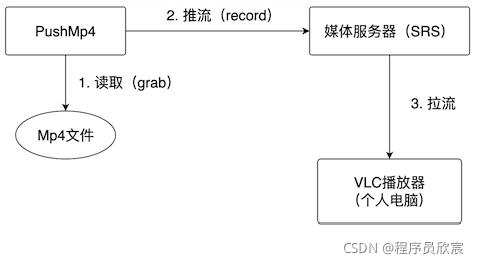 PushMp4
2. 推流（record）
媒体服务器（SRS）
1. 读取（grab）
3. 拉流
Mp4文件
VLC播放器
（个人电脑）
CSDN @程序员欣宸